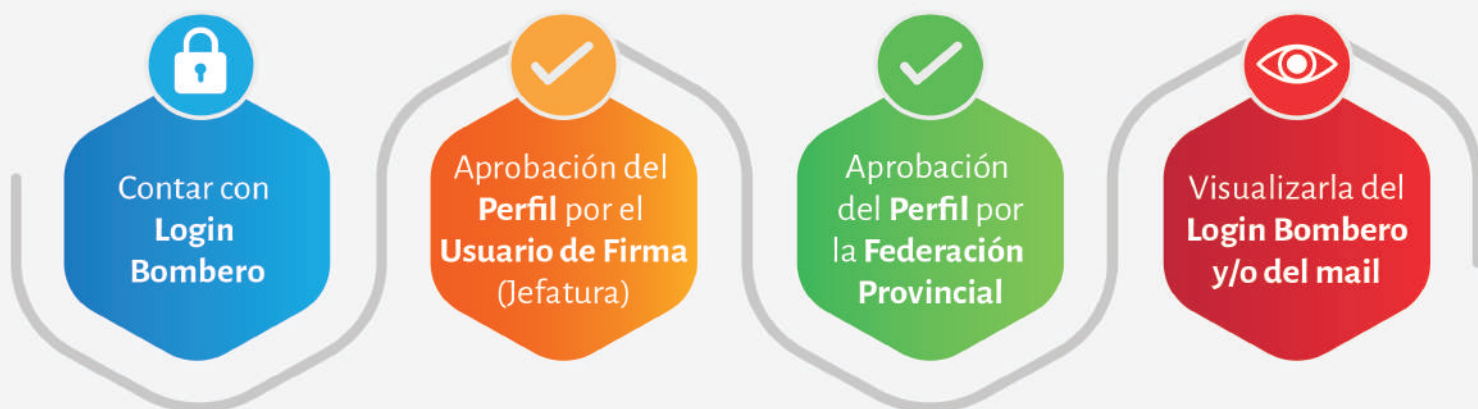 Contar con
Login
Bombero
Aprobación del
Perfil por el
Usuario de Firma
(Jefatura)
Aprobación
del Perfil por
la Federación
Provincial
Visualizarla del
Login Bombero
y/o del mail